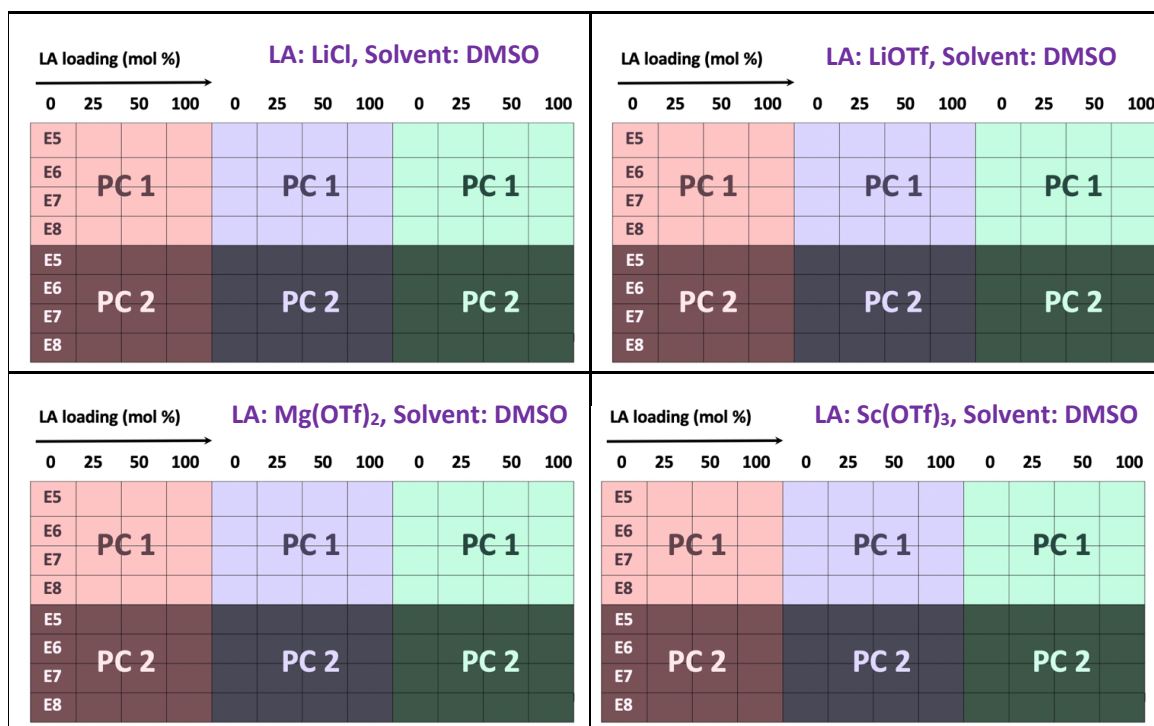 LA loading (mol %) LA: LiCl, Solvent: DMSO
0 25 50 100 0 25 50 100 0 25 50 100
E5
E6
PC 1 PC 1 PC 1
E7
E8
E5
E6
PC 2 PC 2 PC 2
E7
E8
LA loading (mol %) LA: LiOTf, Solvent: DMSO
0 25 50 100 0 25 50 100 0 25 50 100
E5
E6
PC 1 PC 1 PC 1
E7
E8
E5
E6
PC 2 PC 2 PC 2
E7
E8
LA loading (mol %) LA: Mg(OTf)₂, Solvent: DMSO
0 25 50 100 0 25 50 100 0 25 50 100
E5
E6
PC 1 PC 1 PC 1
E7
E8
E5
E6
PC 2 PC 2 PC 2
E7
E8
LA loading (mol %) LA: Sc(OTf)₃, Solvent: DMSO
0 25 50 100 0 25 50 100 0 25 50 100
E5
E6
PC 1 PC 1 PC 1
E7
E8
E5
E6
PC 2 PC 2 PC 2
E7
E8